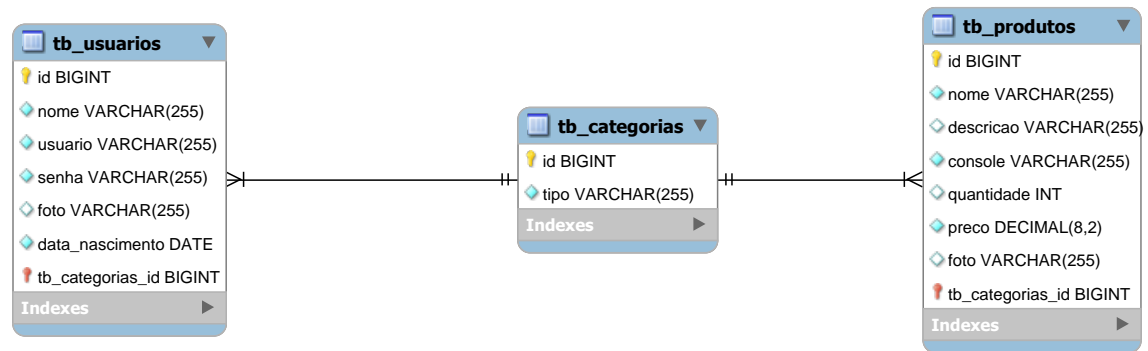 tb_usuarios
id BIGINT
nome VARCHAR(255)
usuario VARCHAR(255)
senha VARCHAR(255)
foto VARCHAR(255)
data_nascimento DATE
tb_categorias_id BIGINT
Indexes
tb_categorias
id BIGINT
tipo VARCHAR(255)
Indexes
tb_produtos
id BIGINT
nome VARCHAR(255)
descricao VARCHAR(255)
console VARCHAR(255)
quantidade INT
preco DECIMAL(8,2)
foto VARCHAR(255)
tb_categorias_id BIGINT
Indexes